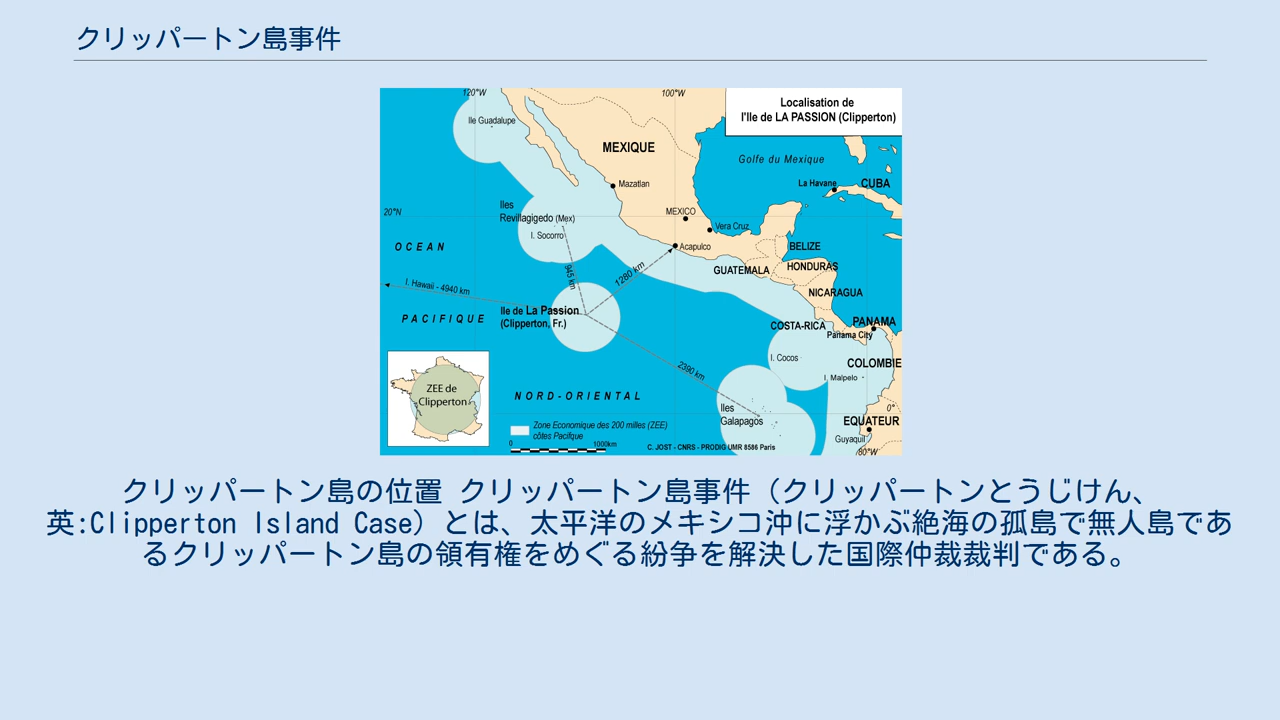 クリッパートン島事件
120°W
100°W
Localisation de
l'Ile de LA PASSION (Clipperton)
Ile Guadalupe
MEXIQUE
Golfe du Mexique
Mazatlan
La Havane
CUBA
Iles
Revillagigedo (Mex)
20°N
MEXICO
Vera Cruz
I. Socorro
OCEAN
Acapulco
BELIZE
945 km
1280 km
GUATEMALA
HONDURAS
I. Hawaii - 4940 km
NICARAGUA
Ile de La Passion
(Clipperton, Fr.)
PACIFIQUE
COSTA-RICA
PANAMA
Panama City
I. Cocos
COLOMBIE
2390 km
I. Malpelo
ZEE de
Clipperton
NORD-ORIENTAL
Iles
Galapagos
0°
EQUATEUR
Zone Economique des 200 milles (ZEE)
côtes Pacifique
Guyaquil
0
1000km
C. JOST - CNRS - PRODIG UMR 8586 Paris
80°W
クリッパートン島の位置 クリッパートン島事件（クリッパートンとうじけん、
英:Clipperton Island Case）とは、太平洋のメキシコ沖に浮かぶ絶海の孤島で無人島であ
るクリッパートン島の領有権をめぐる紛争を解決した国際仲裁裁判である。